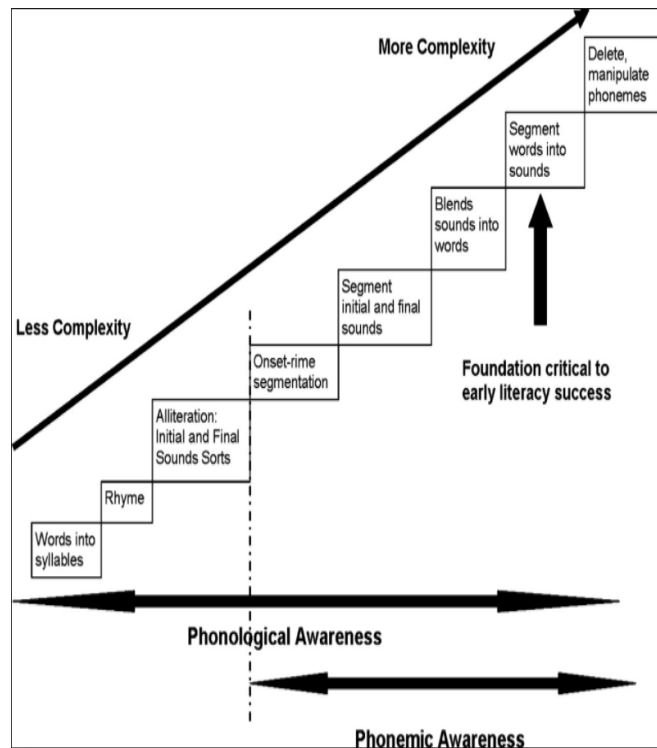 More Complexity
Delete,
manipulate
phonemes
Segment
words into
sounds
Blends
sounds into
words
Segment
initial and final
sounds
Less Complexity
Onset-rime
segmentation
Foundation critical to
early literacy success
Alliteration:
Initial and Final
Sounds Sorts
Rhyme
Words into
syllables
Phonological Awareness
Phonemic Awareness